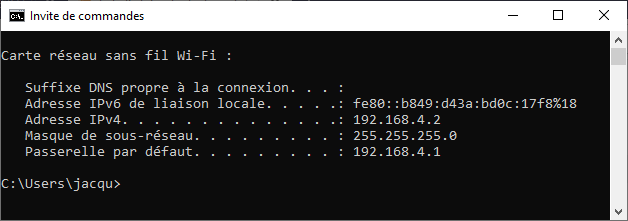 Invite de commandes
Carte réseau sans fil Wi-Fi :
Suffixe DNS propre à la connexion. . . :
Adresse IPv6 de liaison locale. . . . .: fe80::b849:d43a:bd0c:17f8%18
Adresse IPv4. . . . . . . . . . . . . .: 192.168.4.2
Masque de sous-réseau. . . . . . . . . : 255.255.255.0
Passerelle par défaut. . . . . . . . . : 192.168.4.1
C:\Users\jacqu>